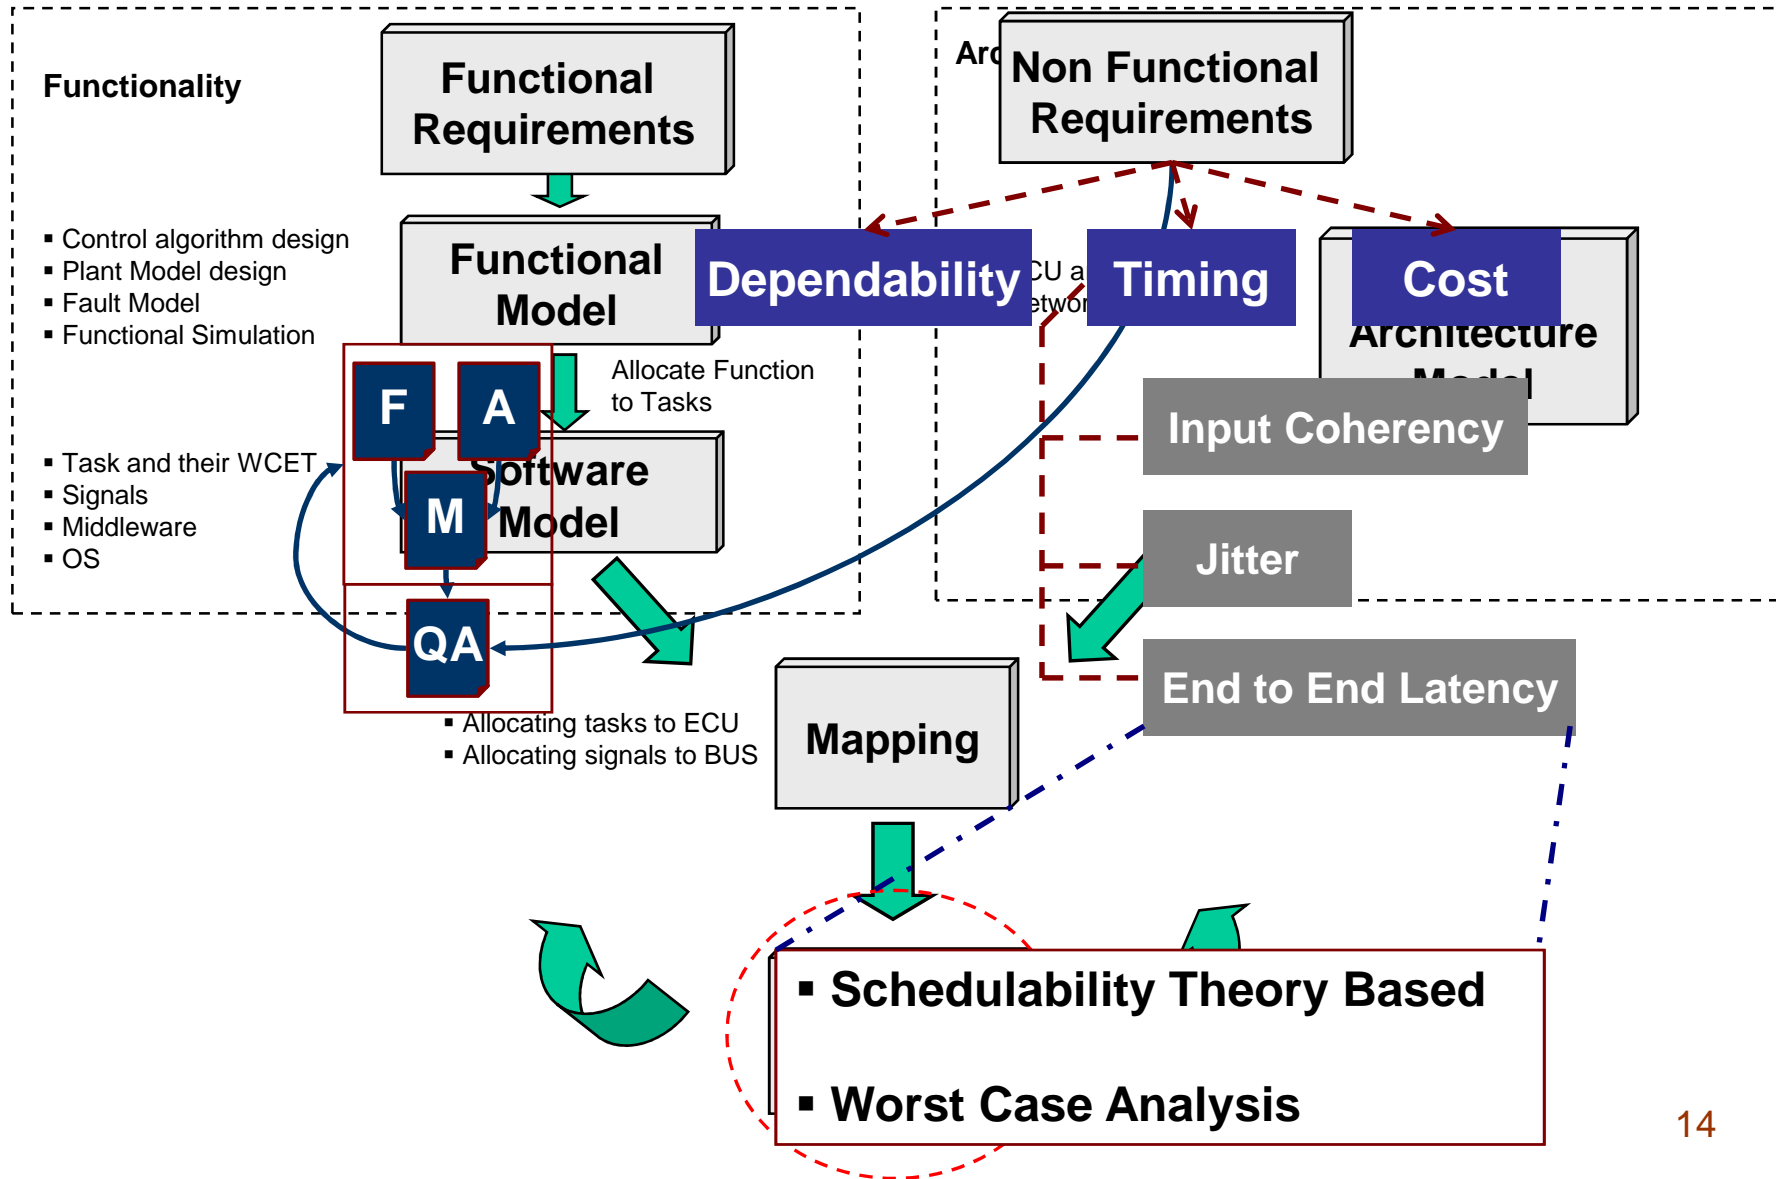 Functionality
Functional
Requirements
Non Functional
Requirements
▪ Control algorithm design
▪ Plant Model design
▪ Fault Model
▪ Functional Simulation
Functional
Model
Dependability
Timing
Cost
Architecture
Model
Allocate Function
to Tasks
F
A
M
QA
▪ Task and their WCET
▪ Signals
▪ Middleware
▪ OS
Software
Model
Input Coherency
Jitter
End to End Latency
▪ Allocating tasks to ECU
▪ Allocating signals to BUS
Mapping
▪ Schedulability Theory Based
▪ Worst Case Analysis
14